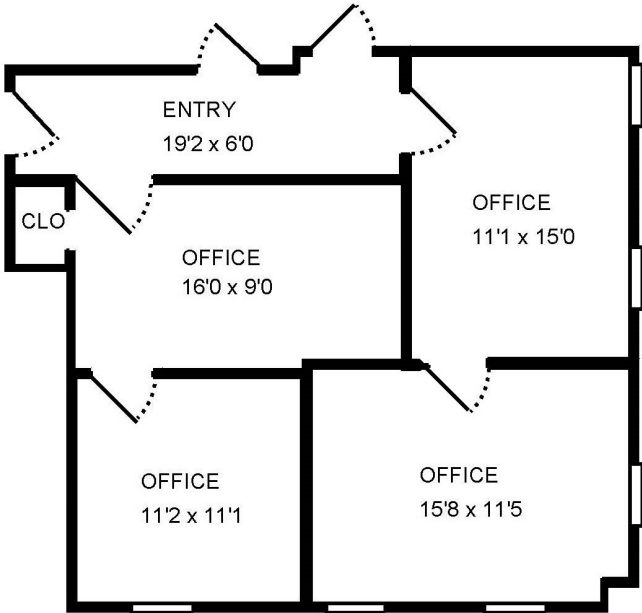 ENTRY
19'2 x 6'0
CLO
OFFICE
16'0 x 9'0
OFFICE
11'1 x 15'0
OFFICE
11'2 x 11'1
OFFICE
15'8 x 11'5